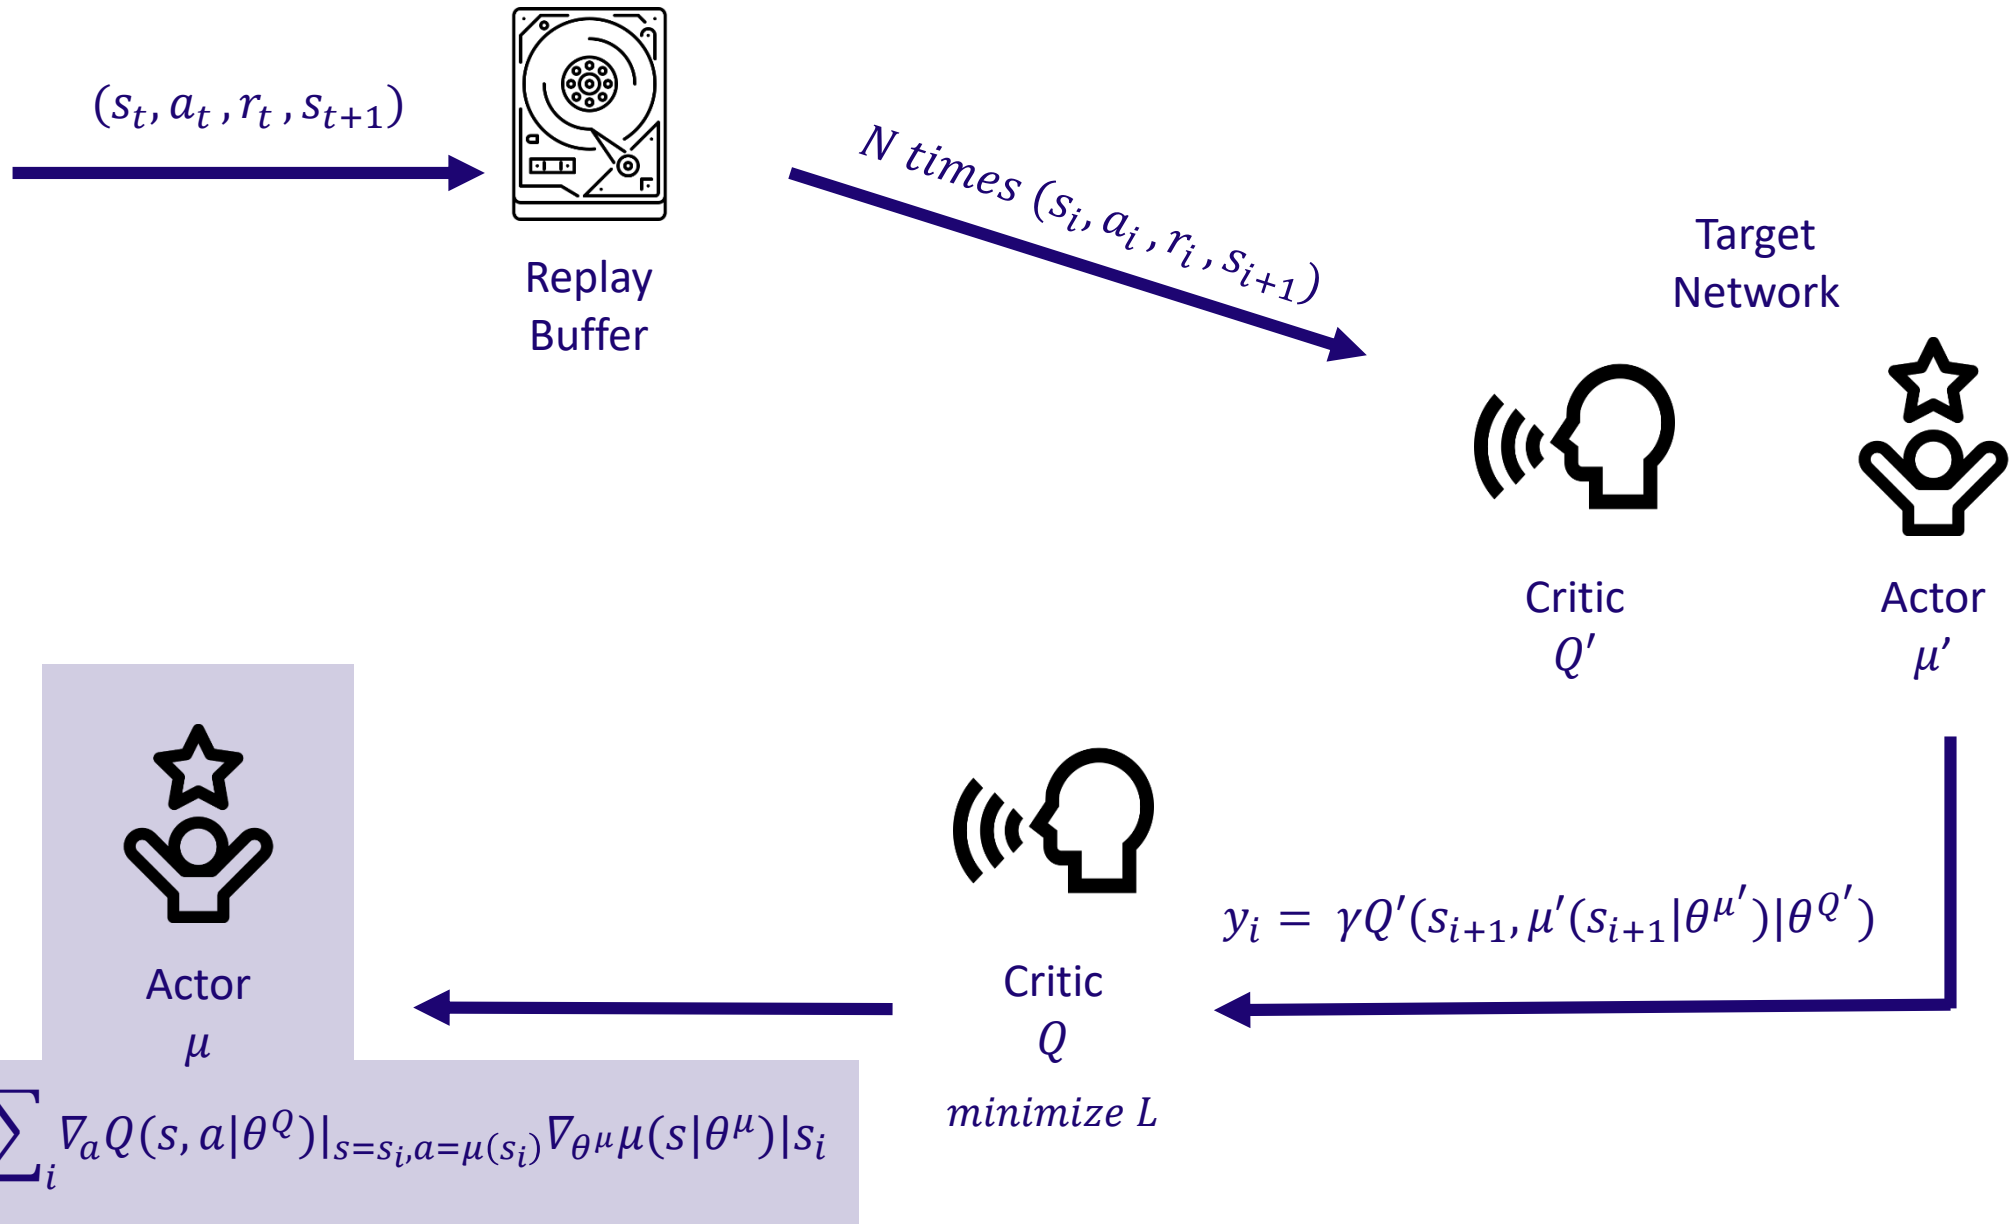 (s_t, a_t, r_t, s_{t+1})
Replay
Buffer
N times (s_i, a_i, r_i, s_{i+1})
Target
Network
Critic
Q′
Actor
μ’
y_i = γQ′(s_{i+1}, μ′(s_{i+1}|θ^{μ′})|θ^{Q′})
Critic
Q
minimize L
Actor
μ
∑_i ∇_a Q(s, a|θ^Q)|_{s=s_i,a=μ(s_i)} ∇_{θ^μ} μ(s|θ^μ)|s_i